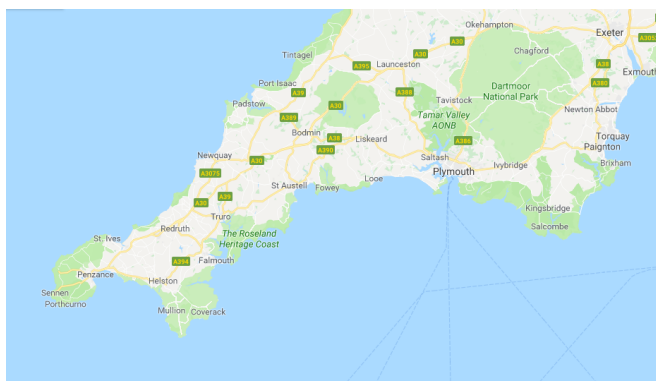 Okehampton
Exeter
A30
A305
Chagford
Tintagel
A30
A395
Launceston
A38
Exmouth
Port Isaac
A380
A39
A388
Dartmoor
National Park
Padstow
A30
Tavistock
Newton Abbot
A389
Tamar Valley
AONB
Bodmin
A38
Liskeard
A386
Torquay
A390
Paignton
Newquay
A30
Saltash
Ivybridge
Brixham
A3075
Plymouth
St Austell
Fowey
Looe
A39
A30
Kingsbridge
Truro
Salcombe
Redruth
The Roseland
Heritage Coast
St. Ives
A394
Falmouth
Penzance
Helston
Sennen
Porthcurno
Mullion
Coverack